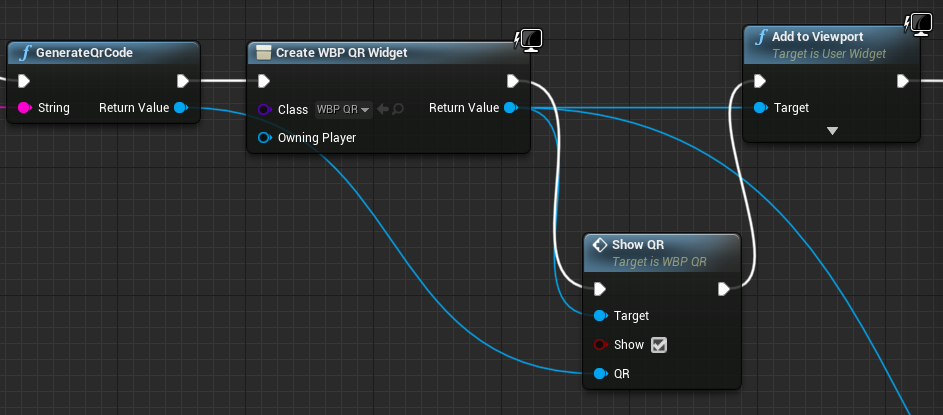 GenerateQrCode
String
Return Value
Create WBP QR Widget
Class
WBP QR
Return Value
Owning Player
Add to Viewport
Target is User Widget
Target
Show QR
Target is WBP QR
Target
Show
QR